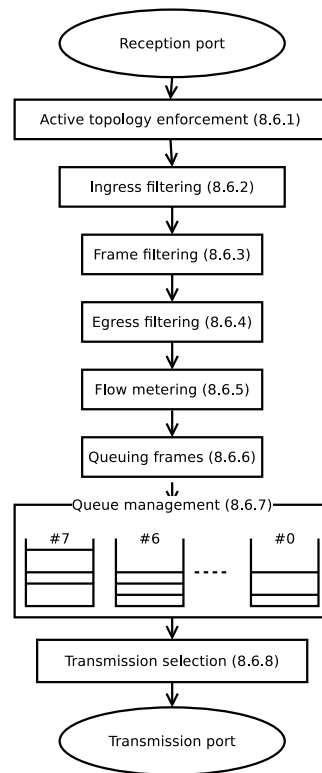 Reception port
Active topology enforcement (8.6.1)
Ingress filtering (8.6.2)
Frame filtering (8.6.3)
Egress filtering (8.6.4)
Flow metering (8.6.5)
Queuing frames (8.6.6)
Queue management (8.6.7)
#7 #6 #0
Transmission selection (8.6.8)
Transmission port